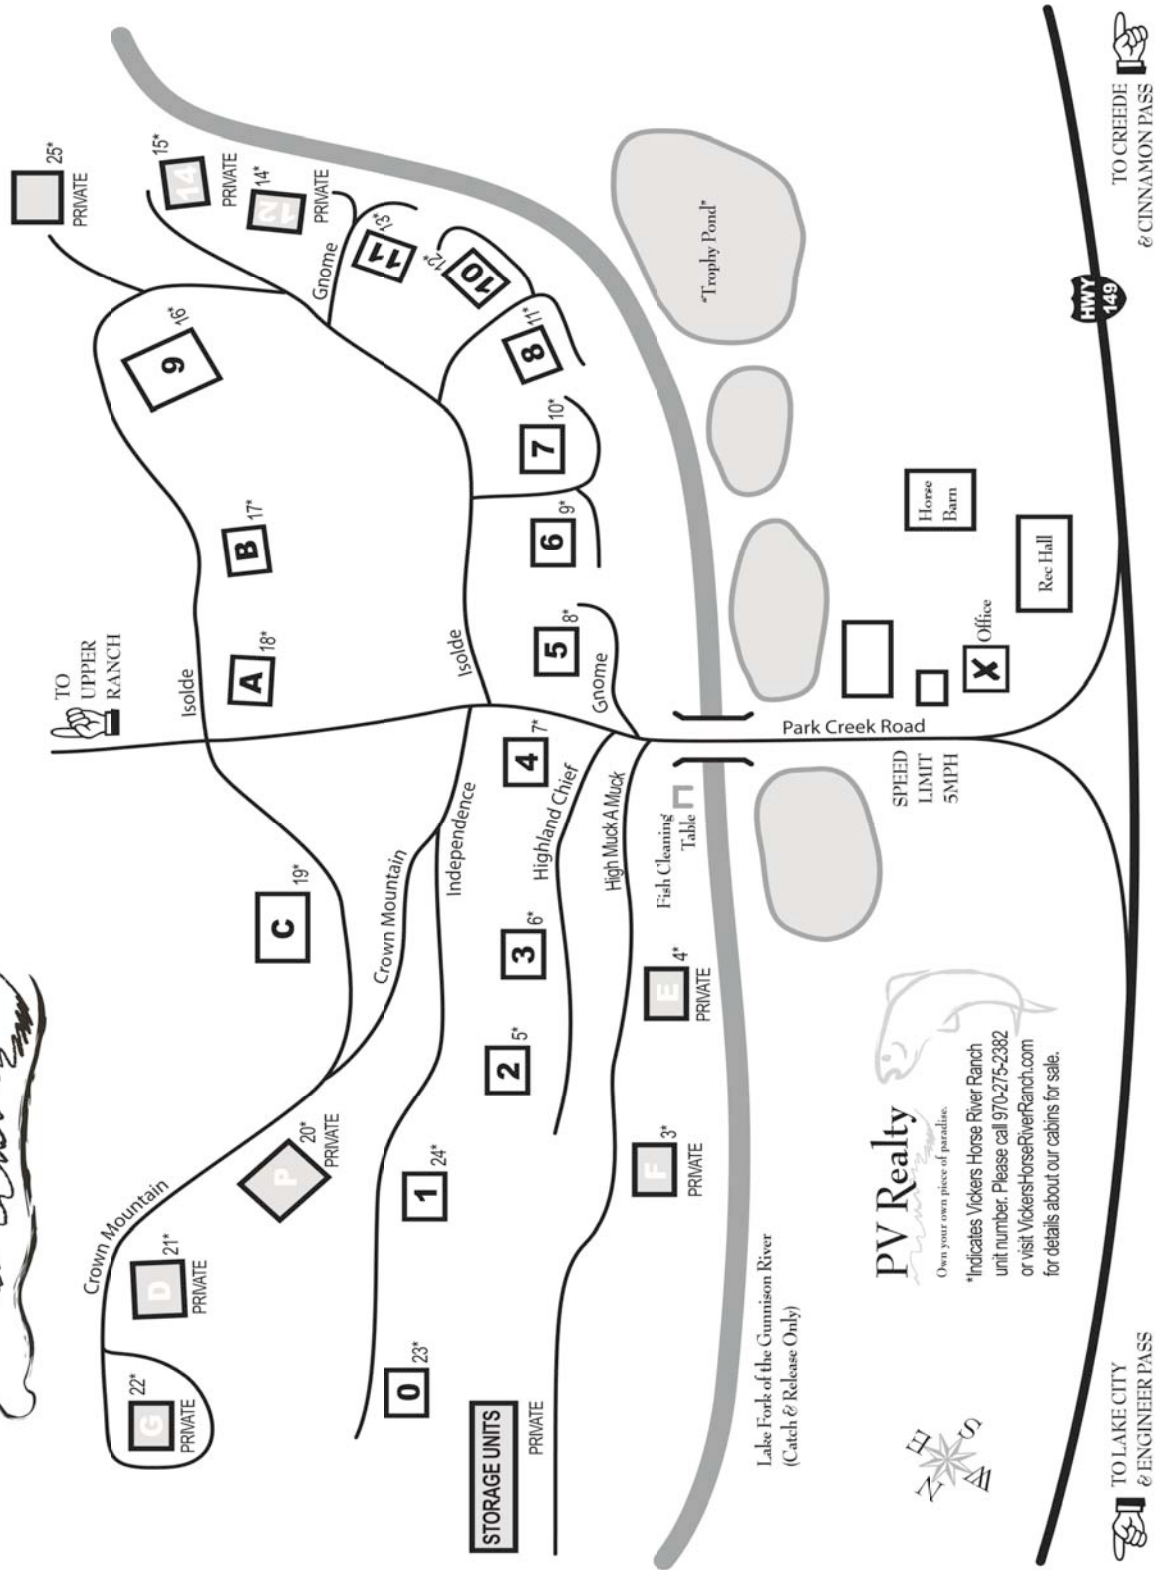 TO LAKE CITY
& ENGINEER PASS
TO CREEDE
& CINNAMON PASS
HWY
149
N
E
S
W
PV Realty
Own your own piece of paradise.
*Indicates Vickers Horse River Ranch
unit number. Please call 970-275-2382
or visit VickersHorseRiverRanch.com
for details about our cabins for sale.
Lake Fork of the Gunnison River
(Catch & Release Only)
SPEED
LIMIT
5MPH
Park Creek Road
X
Office
Rec Hall
Horse
Barn
"Trophy Pond"
Fish Cleaning
Table
STORAGE UNITS
PRIVATE
F
3*
PRIVATE
E
4*
PRIVATE
High Muck A Muck
Highland Chief
Gnome
0
23*
1
24*
2
5*
3
6*
4
7*
5
8*
6
9*
7
10*
8
11*
10
12*
11
13*
12
14*
PRIVATE
14
15*
PRIVATE
25*
PRIVATE
Gnome
Isolde
Independence
Crown Mountain
G
22*
PRIVATE
D
21*
PRIVATE
P
20*
PRIVATE
Crown Mountain
C
19*
A
18*
B
17*
9
16*
Isolde
TO
UPPER
RANCH